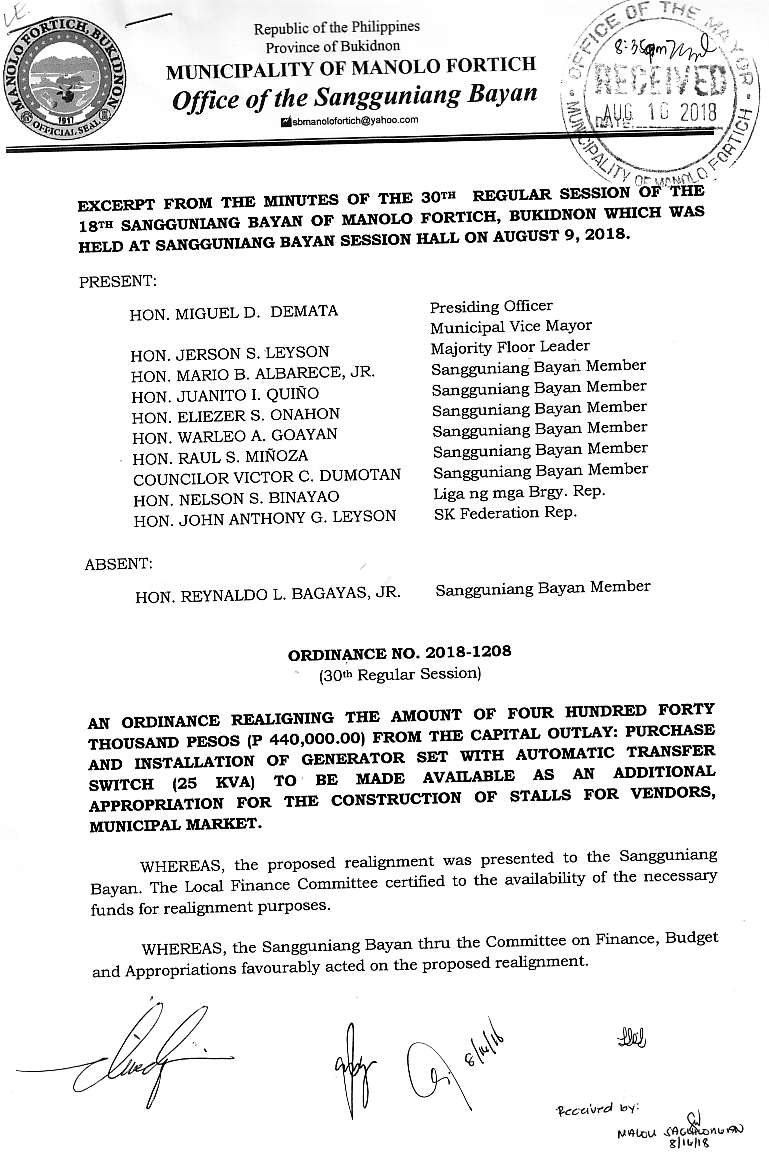 Republic of the Philippines
Province of Bukidnon
MUNICIPALITY OF MANOLO FORTICH
Office of the Sangguniang Bayan
sbmanolofortich@yahoo.com
MANOLO FORTICH, BUKIDNON
1917
OFFICIAL SEAL
OFFICE OF THE MAYOR
RECEIVED
DATE: AUG 10 2018
MUNICIPALITY OF MANOLO FORTICH
EXCERPT FROM THE MINUTES OF THE 30TH REGULAR SESSION OF THE
18TH SANGGUNIANG BAYAN OF MANOLO FORTICH, BUKIDNON WHICH WAS
HELD AT SANGGUNIANG BAYAN SESSION HALL ON AUGUST 9, 2018.
PRESENT:
HON. MIGUEL D. DEMATA Presiding Officer
Municipal Vice Mayor
HON. JERSON S. LEYSON Majority Floor Leader
HON. MARIO B. ALBARECE, JR. Sangguniang Bayan Member
HON. JUANITO I. QUIÑO Sangguniang Bayan Member
HON. ELIEZER S. ONAHON Sangguniang Bayan Member
HON. WARLEO A. GOAYAN Sangguniang Bayan Member
HON. RAUL S. MIÑOZA Sangguniang Bayan Member
COUNCILOR VICTOR C. DUMOTAN Sangguniang Bayan Member
HON. NELSON S. BINAYAO Liga ng mga Brgy. Rep.
HON. JOHN ANTHONY G. LEYSON SK Federation Rep.
ABSENT:
HON. REYNALDO L. BAGAYAS, JR. Sangguniang Bayan Member
ORDINANCE NO. 2018-1208
(30th Regular Session)
AN ORDINANCE REALIGNING THE AMOUNT OF FOUR HUNDRED FORTY
THOUSAND PESOS (P 440,000.00) FROM THE CAPITAL OUTLAY: PURCHASE
AND INSTALLATION OF GENERATOR SET WITH AUTOMATIC TRANSFER
SWITCH (25 KVA) TO BE MADE AVAILABLE AS AN ADDITIONAL
APPROPRIATION FOR THE CONSTRUCTION OF STALLS FOR VENDORS,
MUNICIPAL MARKET.
WHEREAS, the proposed realignment was presented to the Sangguniang
Bayan. The Local Finance Committee certified to the availability of the necessary
funds for realignment purposes.
WHEREAS, the Sangguniang Bayan thru the Committee on Finance, Budget
and Appropriations favourably acted on the proposed realignment.
Received by:
MALOU
8/16/18